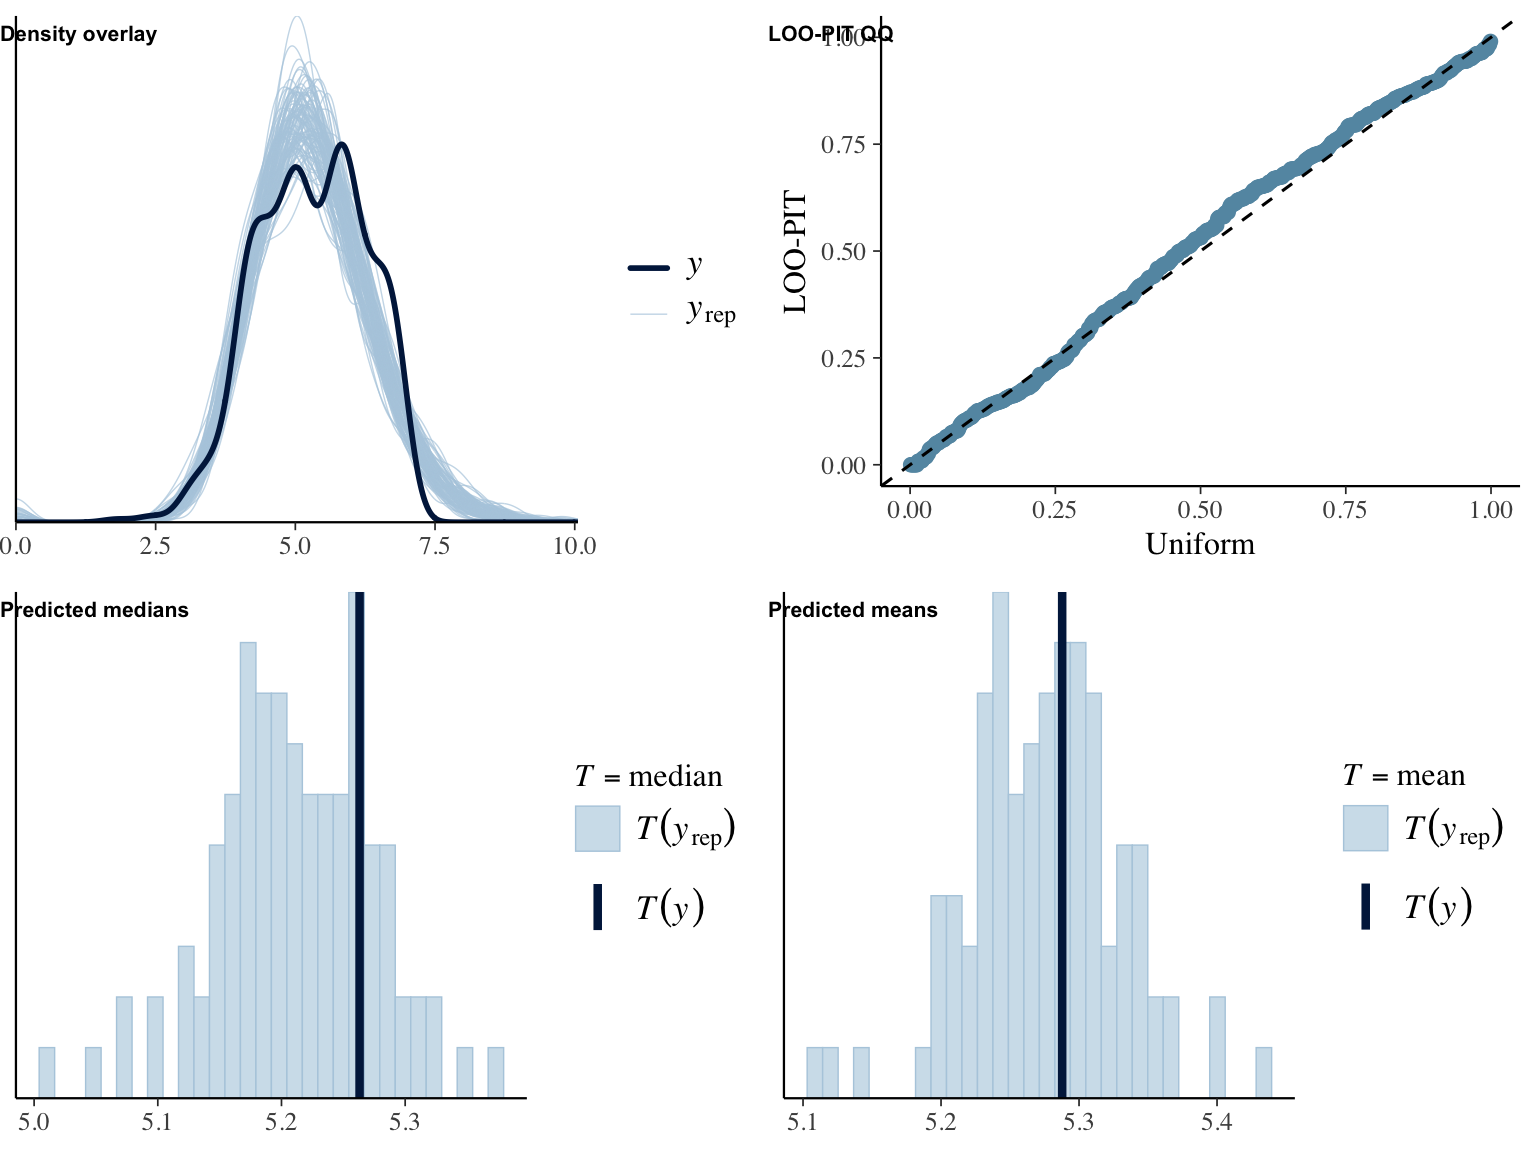 Density overlay
y
y rep
0.0 2.5 5.0 7.5 10.0
LOO-PIT QQ
1.00
0.75
0.50
0.25
0.00
LOO-PIT
0.00 0.25 0.50 0.75 1.00
Uniform
Predicted medians
T = median
T(y rep)
T(y)
5.0 5.1 5.2 5.3
Predicted means
T = mean
T(y rep)
T(y)
5.1 5.2 5.3 5.4